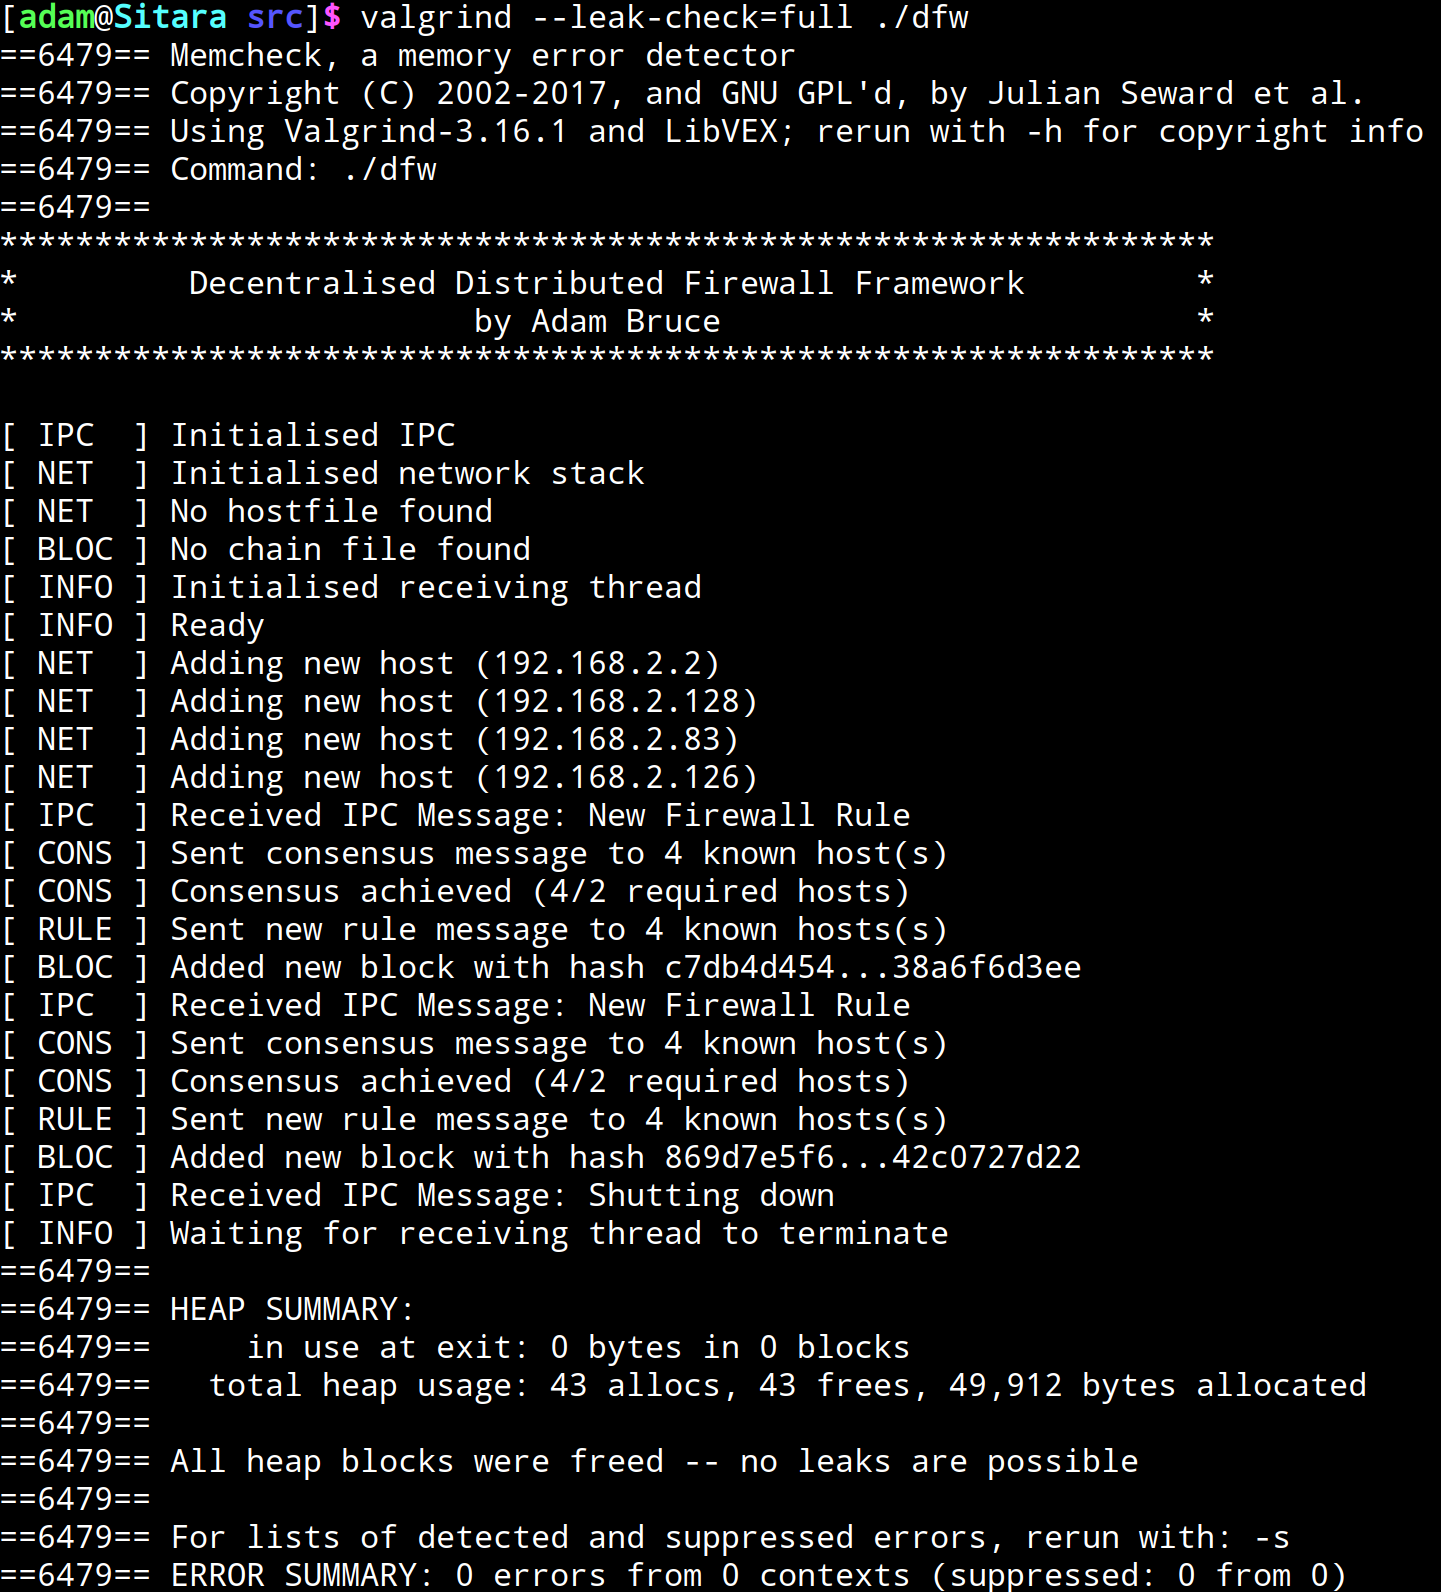 [adam@Sitara src]$ valgrind --leak-check=full ./dfw
==6479== Memcheck, a memory error detector
==6479== Copyright (C) 2002-2017, and GNU GPL'd, by Julian Seward et al.
==6479== Using Valgrind-3.16.1 and LibVEX; rerun with -h for copyright info
==6479== Command: ./dfw
==6479==
****************************************************************
*         Decentralised Distributed Firewall Framework         *
*                        by Adam Bruce                         *
****************************************************************

[ IPC  ] Initialised IPC
[ NET  ] Initialised network stack
[ NET  ] No hostfile found
[ BLOC ] No chain file found
[ INFO ] Initialised receiving thread
[ INFO ] Ready
[ NET  ] Adding new host (192.168.2.2)
[ NET  ] Adding new host (192.168.2.128)
[ NET  ] Adding new host (192.168.2.83)
[ NET  ] Adding new host (192.168.2.126)
[ IPC  ] Received IPC Message: New Firewall Rule
[ CONS ] Sent consensus message to 4 known host(s)
[ CONS ] Consensus achieved (4/2 required hosts)
[ RULE ] Sent new rule message to 4 known hosts(s)
[ BLOC ] Added new block with hash c7db4d454...38a6f6d3ee
[ IPC  ] Received IPC Message: New Firewall Rule
[ CONS ] Sent consensus message to 4 known host(s)
[ CONS ] Consensus achieved (4/2 required hosts)
[ RULE ] Sent new rule message to 4 known hosts(s)
[ BLOC ] Added new block with hash 869d7e5f6...42c0727d22
[ IPC  ] Received IPC Message: Shutting down
[ INFO ] Waiting for receiving thread to terminate
==6479==
==6479== HEAP SUMMARY:
==6479==     in use at exit: 0 bytes in 0 blocks
==6479==   total heap usage: 43 allocs, 43 frees, 49,912 bytes allocated
==6479==
==6479== All heap blocks were freed -- no leaks are possible
==6479==
==6479== For lists of detected and suppressed errors, rerun with: -s
==6479== ERROR SUMMARY: 0 errors from 0 contexts (suppressed: 0 from 0)